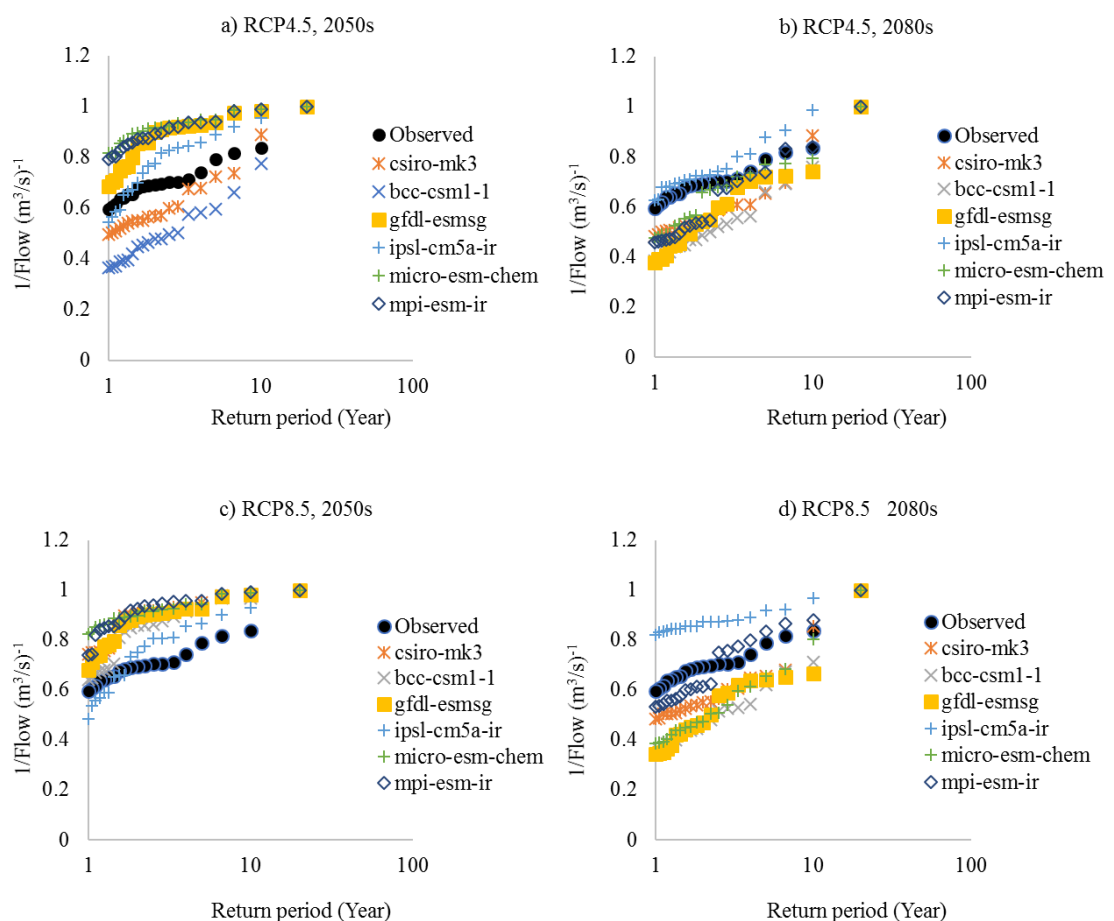 a) RCP4.5, 2050s
1.2
1
0.8
0.6
0.4
0.2
0
1/Flow (m³/s)⁻¹
1
10
100
Return period (Year)
Observed
csiro-mk3
bcc-csm1-1
gfdl-esmsg
ipsl-cm5a-ir
micro-esm-chem
mpi-esm-ir
b) RCP4.5, 2080s
1.2
1
0.8
0.6
0.4
0.2
0
1/Flow (m³/s)⁻¹
1
10
100
Return period (Year)
Observed
csiro-mk3
bcc-csm1-1
gfdl-esmsg
ipsl-cm5a-ir
micro-esm-chem
mpi-esm-ir
c) RCP8.5, 2050s
1.2
1
0.8
0.6
0.4
0.2
0
1/Flow (m³/s)⁻¹
1
10
100
Return period (Year)
Observed
csiro-mk3
bcc-csm1-1
gfdl-esmsg
ipsl-cm5a-ir
micro-esm-chem
mpi-esm-ir
d) RCP8.5 2080s
1.2
1
0.8
0.6
0.4
0.2
0
1/Flow (m³/s)⁻¹
1
10
100
Return period (Year)
Observed
csiro-mk3
bcc-csm1-1
gfdl-esmsg
ipsl-cm5a-ir
micro-esm-chem
mpi-esm-ir